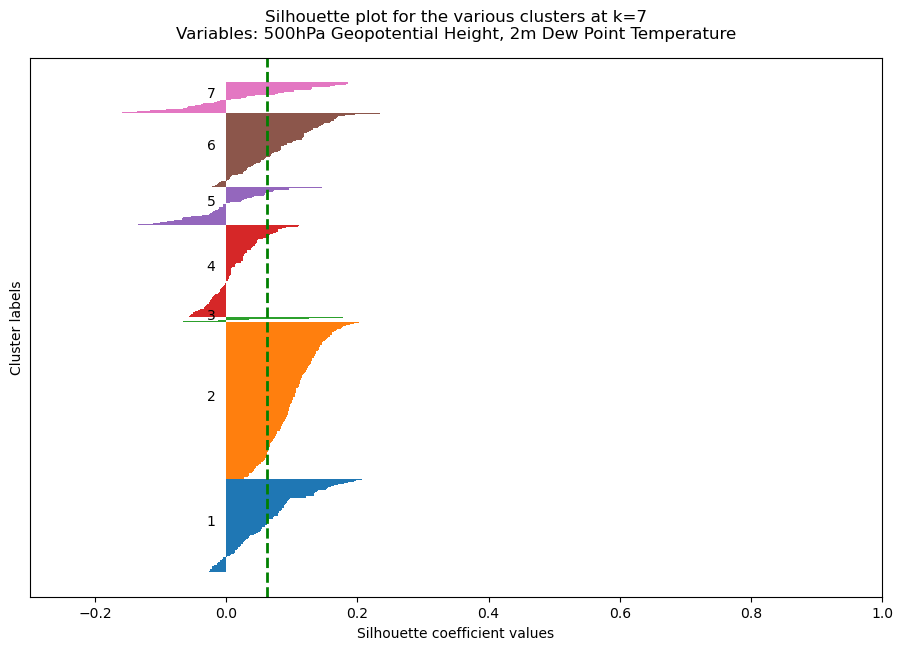 Silhouette plot for the various clusters at k=7
Variables: 500hPa Geopotential Height, 2m Dew Point Temperature
7
6
5
4
3
2
1
Cluster labels
−0.2 0.0 0.2 0.4 0.6 0.8 1.0
Silhouette coefficient values